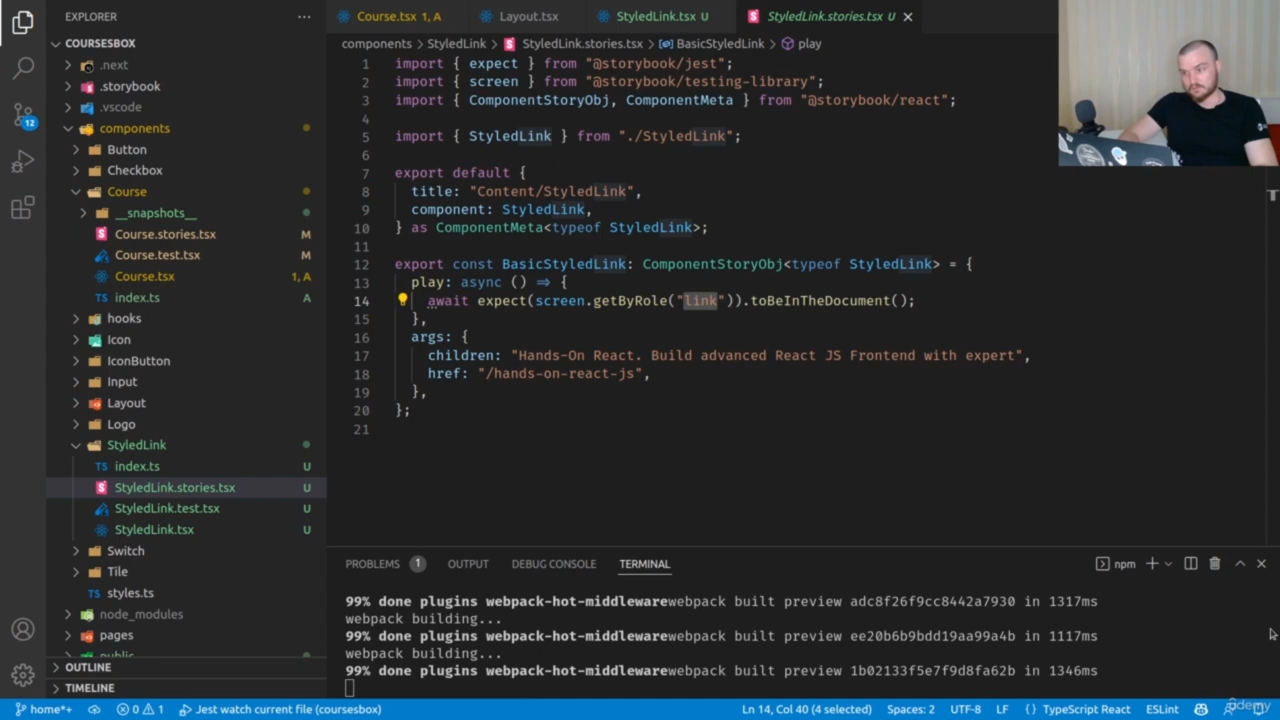 EXPLORER
COURSESBOX
.next
.storybook
.vscode
components
Button
Checkbox
Course
__snapshots__
Course.stories.tsx M
Course.test.tsx M
Course.tsx 1, A
index.ts A
hooks
Icon
IconButton
Input
Layout
Logo
StyledLink
TS index.ts U
StyledLink.stories.tsx U
StyledLink.test.tsx U
StyledLink.tsx U
Switch
Tile
TS styles.ts
node_modules
pages
public
OUTLINE
TIMELINE
12
Course.tsx 1, A
Layout.tsx
StyledLink.tsx U
StyledLink.stories.tsx U
components > StyledLink > StyledLink.stories.tsx > BasicStyledLink > play
1 import { expect } from "@storybook/jest";
2 import { screen } from "@storybook/testing-library";
3 import { ComponentStoryObj, ComponentMeta } from "@storybook/react";
4
5 import { StyledLink } from "./StyledLink";
6
7 export default {
8 title: "Content/StyledLink",
9 component: StyledLink,
10 } as ComponentMeta<typeof StyledLink>;
11
12 export const BasicStyledLink: ComponentStoryObj<typeof StyledLink> = {
13 play: async () => {
14 await expect(screen.getByRole("link")).toBeInTheDocument();
15 },
16 args: {
17 children: "Hands-On React. Build advanced React JS Frontend with expert",
18 href: "/hands-on-react-js",
19 },
20 };
21
PROBLEMS 1 OUTPUT DEBUG CONSOLE TERMINAL npm
99% done plugins webpack-hot-middlewarewebpack built preview adc8f26f9cc8442a7930 in 1317ms
webpack building...
99% done plugins webpack-hot-middlewarewebpack built preview ee20b6b9bdd19aa99a4b in 1117ms
webpack building...
99% done plugins webpack-hot-middlewarewebpack built preview 1b02133f5e7f9d8fa62b in 1346ms
home*+ 0 1 Jest watch current file (coursesbox) Ln 14, Col 40 (4 selected) Spaces: 2 UTF-8 LF { } TypeScript React ESLint
udemy